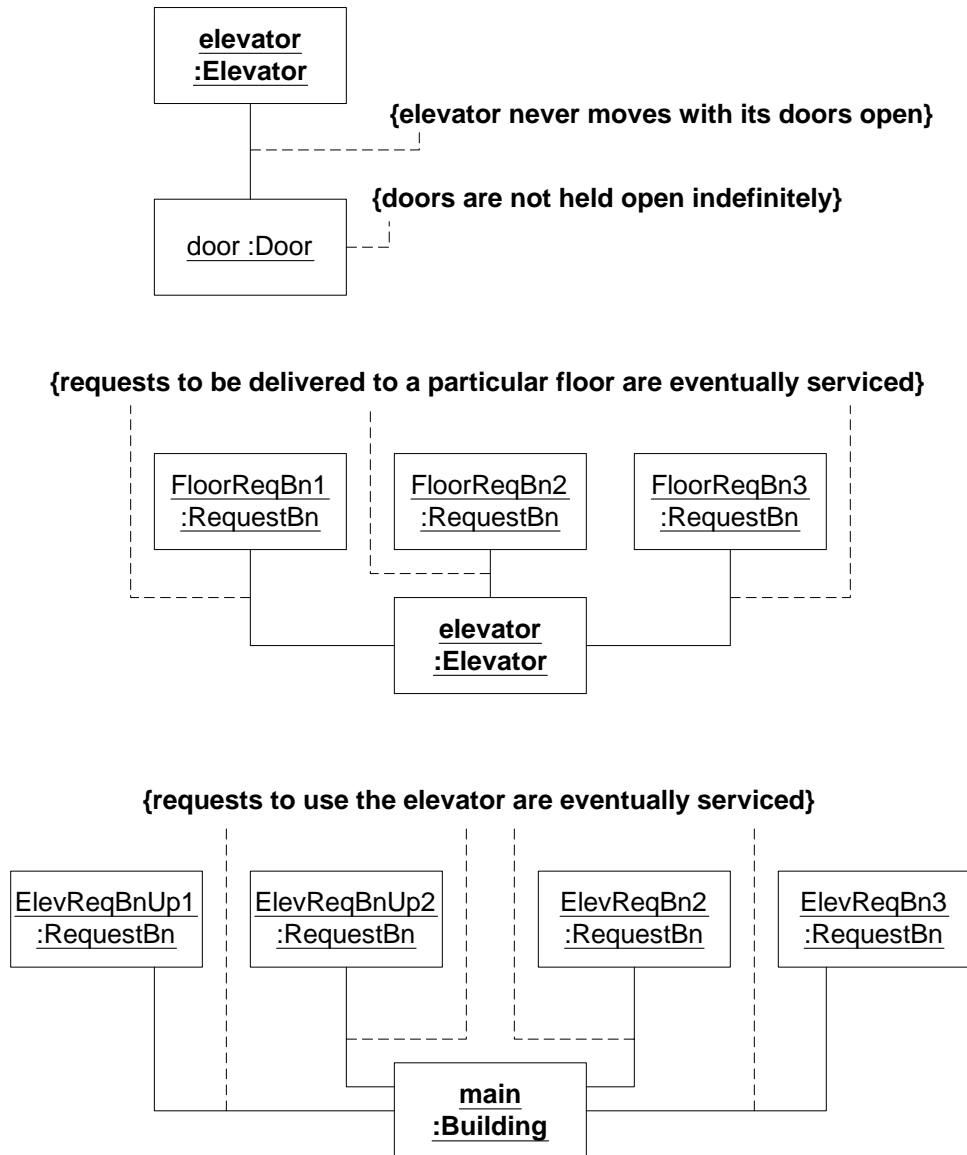 elevator
:Elevator
{elevator never moves with its doors open}
{doors are not held open indefinitely}
door :Door
{requests to be delivered to a particular floor are eventually serviced}
FloorReqBn1
:RequestBn
FloorReqBn2
:RequestBn
FloorReqBn3
:RequestBn
elevator
:Elevator
{requests to use the elevator are eventually serviced}
ElevReqBnUp1
:RequestBn
ElevReqBnUp2
:RequestBn
ElevReqBn2
:RequestBn
ElevReqBn3
:RequestBn
main
:Building